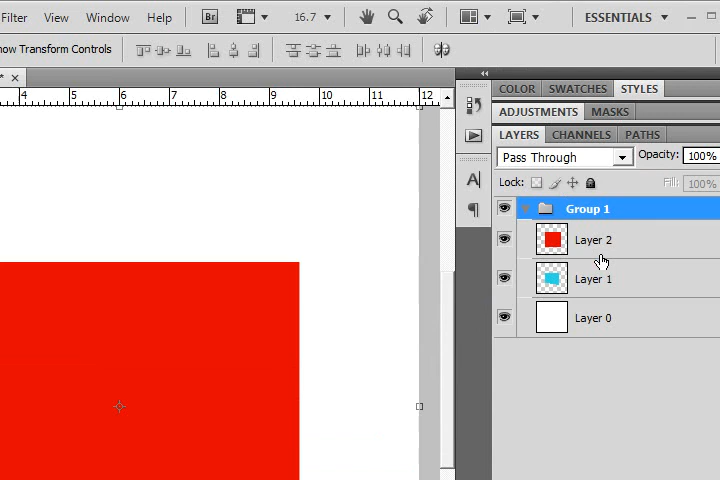 Filter View Window Help Br 16.7 ESSENTIALS
how Transform Controls
* ×
4 5 6 7 8 9 10 11 12
COLOR SWATCHES STYLES
ADJUSTMENTS MASKS
LAYERS CHANNELS PATHS
Pass Through Opacity: 100%
Lock: Fill: 100%
Group 1
Layer 2
Layer 1
Layer 0
A